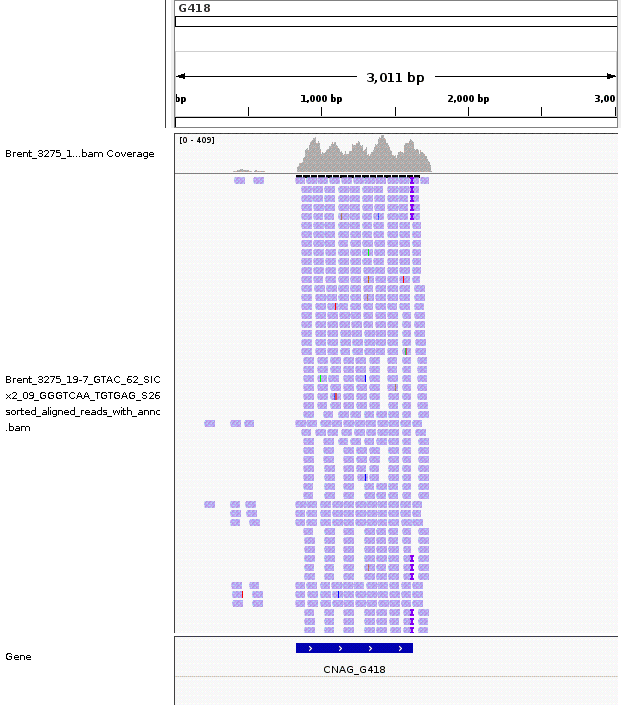 G418
3,011 bp
bp
1,000 bp
2,000 bp
3,00
[0 - 409]
Brent_3275_1...bam Coverage
Brent_3275_19-7_GTAC_62_SIC
x2_09_GGGTCAA_TGTGAG_S26
sorted_aligned_reads_with_annc
.bam
Gene
CNAG_G418